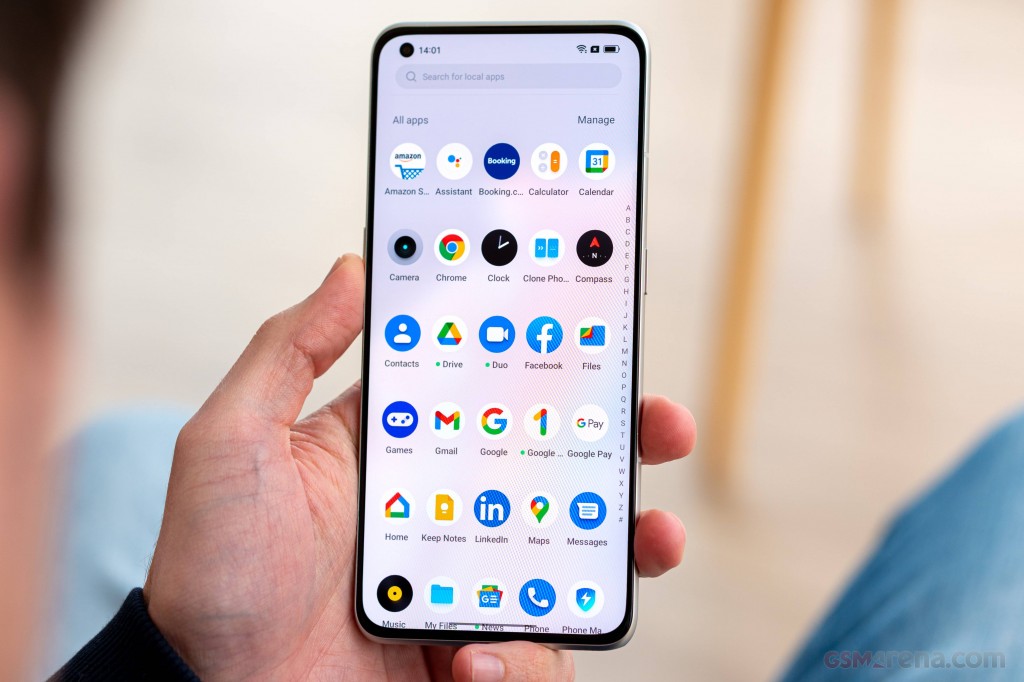 14:01
Search for local apps
All apps Manage
amazon Booking 31
Amazon S... Assistant Booking.c... Calculator Calendar
A
B
C
D
E
F
G
H
I
J
K
L
M
N
O
P
Q
R
S
T
U
V
W
X
Y
Z
#
N
Camera Chrome Clock Clone Pho... Compass
Contacts Drive Duo Facebook Files
G Pay
Games Gmail Google Google ... Google Pay
in
Home Keep Notes LinkedIn Maps Messages
GE
Music My Files News Phone Phone Ma
GSMArena.com